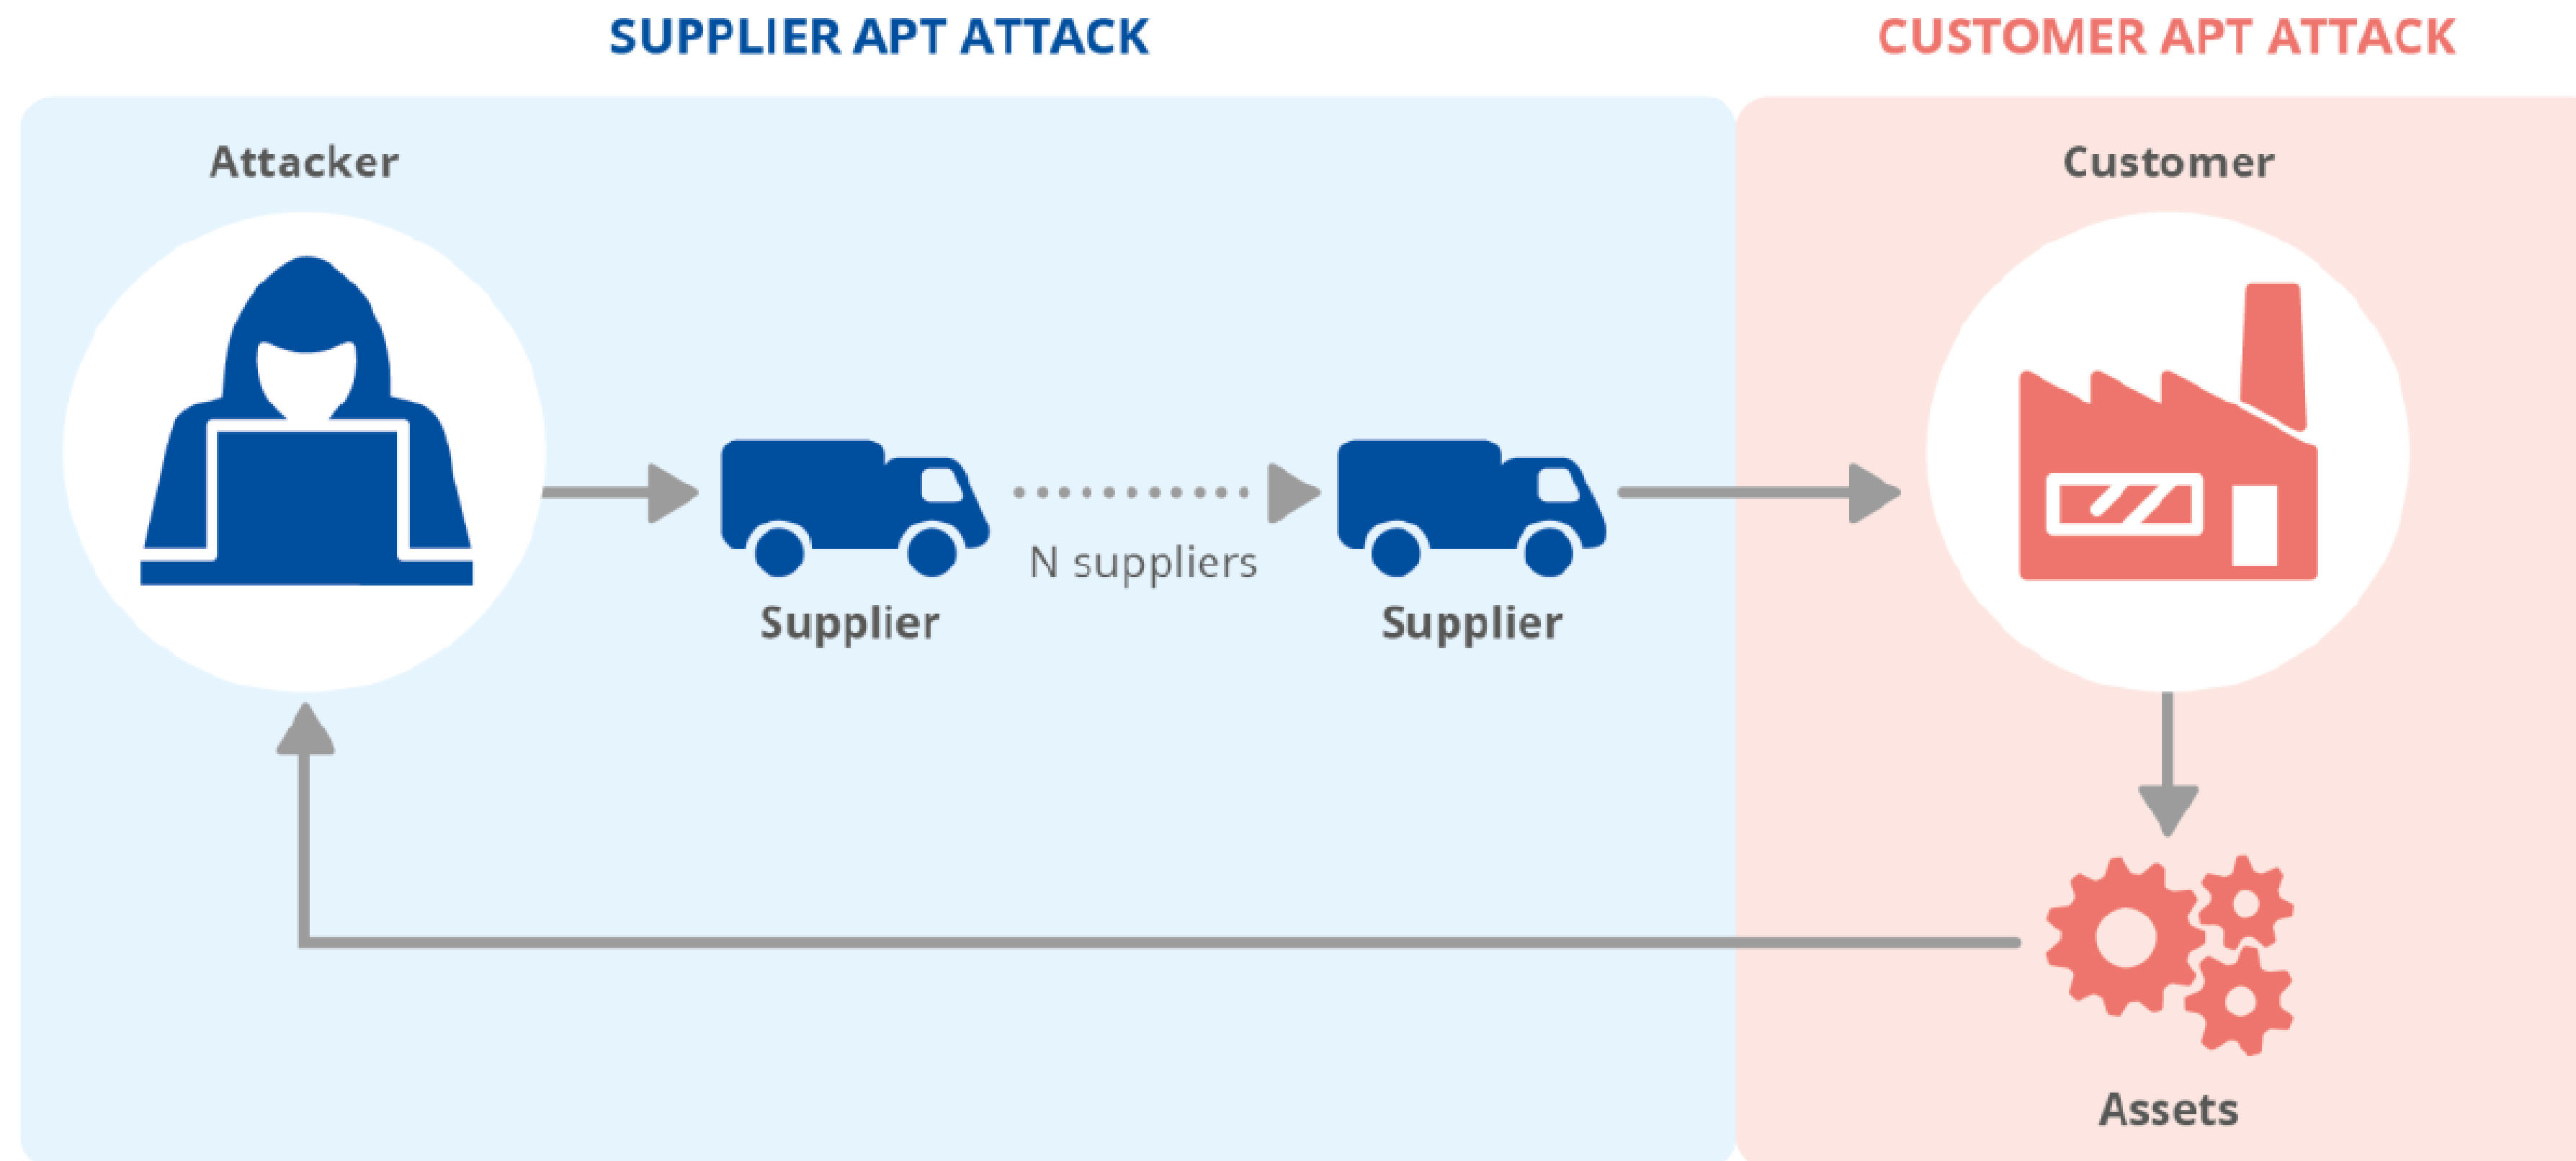 SUPPLIER APT ATTACK
CUSTOMER APT ATTACK
Attacker
Customer
N suppliers
Supplier
Supplier
Assets